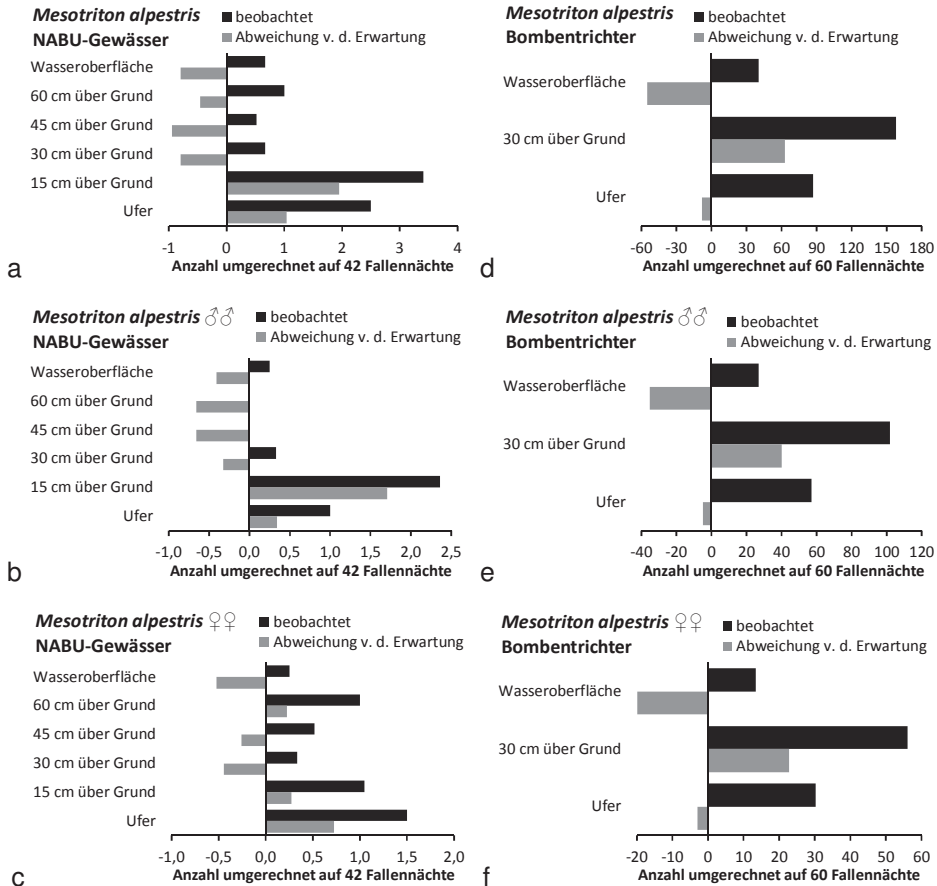 Mesotriton alpestris
NABU-Gewässer
beobachtet
Abweichung v. d. Erwartung
Wasseroberfläche
60 cm über Grund
45 cm über Grund
30 cm über Grund
15 cm über Grund
Ufer
-1 0 1 2 3 4
Anzahl umgerechnet auf 42 Fallennächte
a
Mesotriton alpestris
Bombentrichter
beobachtet
Abweichung v. d. Erwartung
Wasseroberfläche
30 cm über Grund
Ufer
-60 -30 0 30 60 90 120 150 180
Anzahl umgerechnet auf 60 Fallennächte
d
Mesotriton alpestris ♂♂
NABU-Gewässer
beobachtet
Abweichung v. d. Erwartung
Wasseroberfläche
60 cm über Grund
45 cm über Grund
30 cm über Grund
15 cm über Grund
Ufer
-1,0 -0,5 0,0 0,5 1,0 1,5 2,0 2,5
Anzahl umgerechnet auf 42 Fallennächte
b
Mesotriton alpestris ♂♂
Bombentrichter
beobachtet
Abweichung v. d. Erwartung
Wasseroberfläche
30 cm über Grund
Ufer
-40 -20 0 20 40 60 80 100 120
Anzahl umgerechnet auf 60 Fallennächte
e
Mesotriton alpestris ♀♀
NABU-Gewässer
beobachtet
Abweichung v. d. Erwartung
Wasseroberfläche
60 cm über Grund
45 cm über Grund
30 cm über Grund
15 cm über Grund
Ufer
-1,0 -0,5 0,0 0,5 1,0 1,5 2,0
Anzahl umgerechnet auf 42 Fallennächte
c
Mesotriton alpestris ♀♀
Bombentrichter
beobachtet
Abweichung v. d. Erwartung
Wasseroberfläche
30 cm über Grund
Ufer
-20 -10 0 10 20 30 40 50 60
Anzahl umgerechnet auf 60 Fallennächte
f